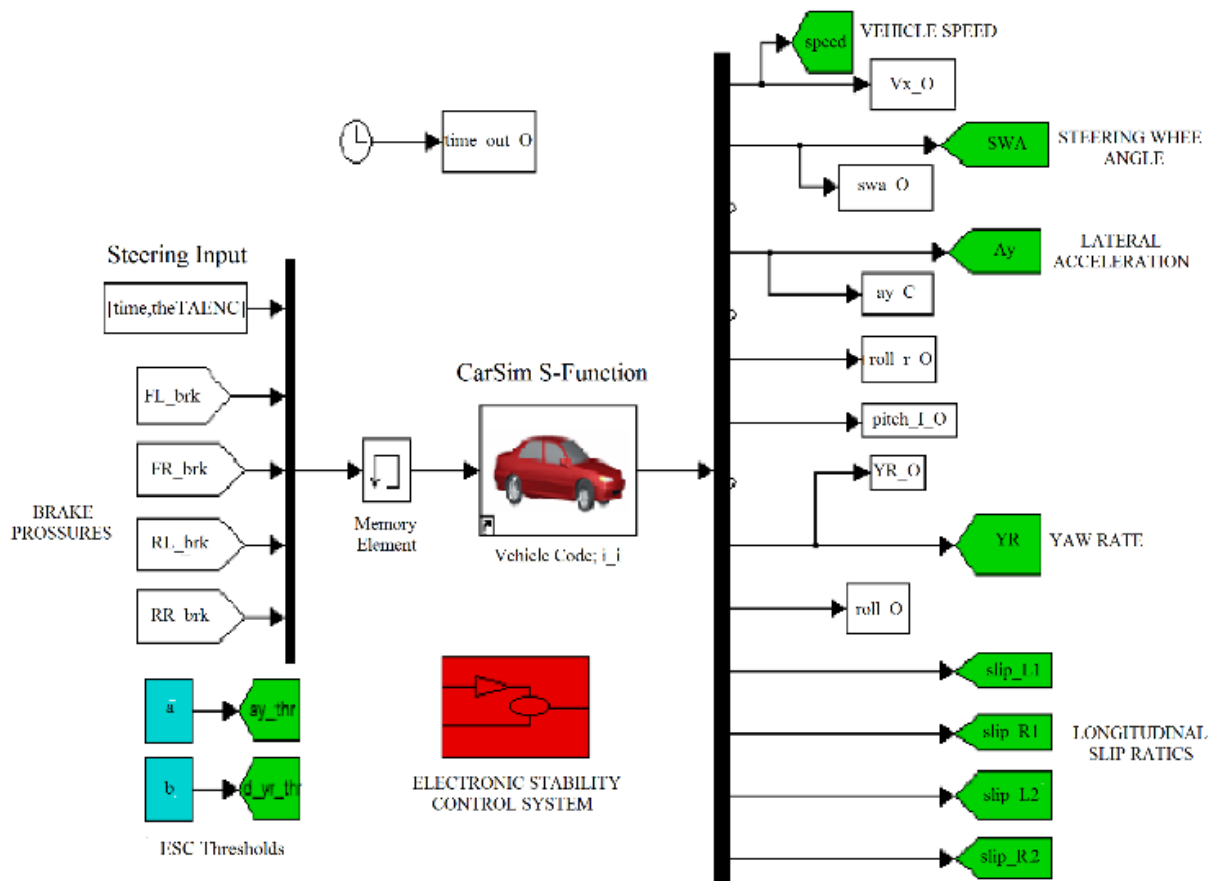 speed
VEHICLE SPEED
Vx_O
time out O
SWA
STEERING WHEE
ANGLE
swa O
Steering Input
Ay
LATERAL
ACCELERATION
[time,theTAENC]
ay C
roll r O
CarSim S-Function
FL_brk
pitch_I_O
FR_brk
YR_O
BRAKE
PROSSURES
RL_brk
Memory
Element
Vehicle Code; i_i
YR
YAW RATE
RR brk
roll O
slip_L1
a
ay_thr
slip R1
LONGITUDINAL
SLIP RATICS
b
d_yr_thr
ELECTRONIC STABILITY
CONTROL SYSTEM
slip L2
ESC Thresholds
slip_R2